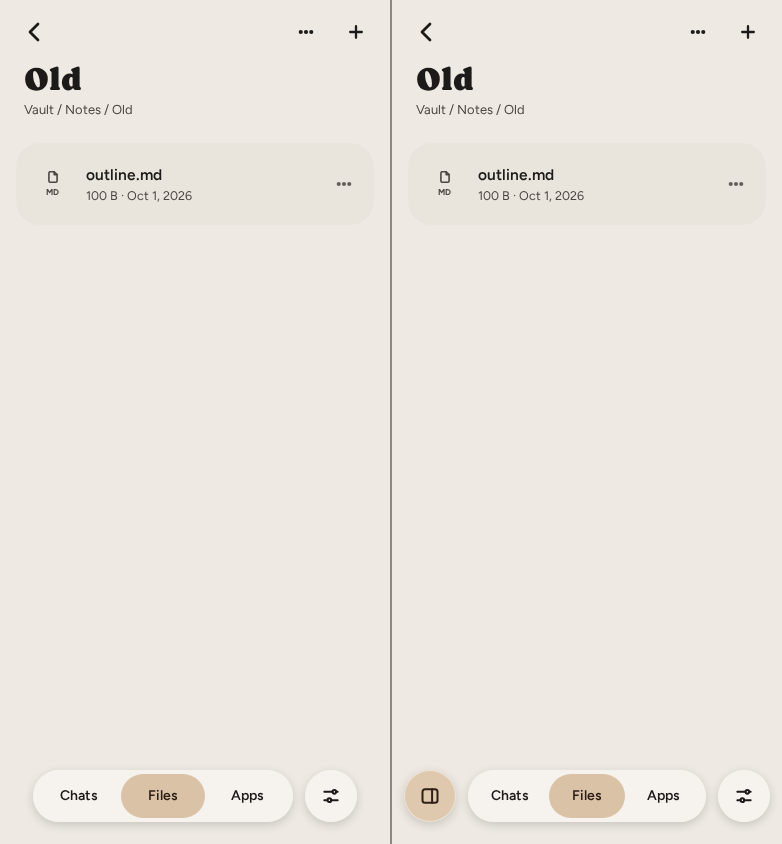 Old
Vault / Notes / Old
MD
outline.md
100 B · Oct 1, 2026
Chats
Files
Apps
Old
Vault / Notes / Old
MD
outline.md
100 B · Oct 1, 2026
Chats
Files
Apps